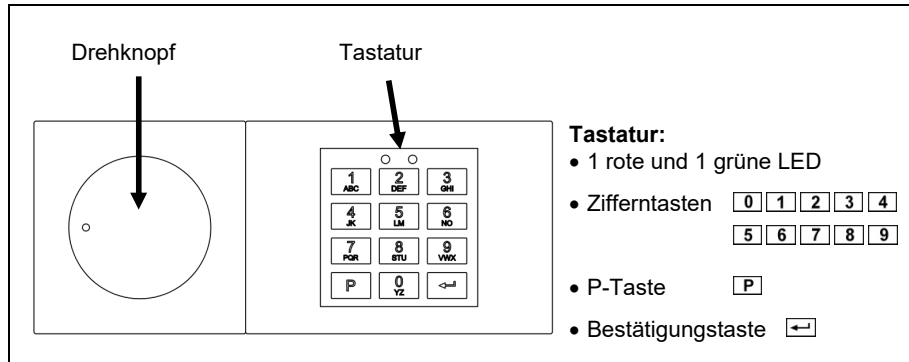 Drehknopf
Tastatur
1 2 3
ABC DEF GHI
4 5 6
JK LM NO
7 8 9
PQR STU VWX
P 0
YZ
Tastatur:
• 1 rote und 1 grüne LED
• Zifferntasten 0 1 2 3 4
5 6 7 8 9
• P-Taste P
• Bestätigungstaste ↵